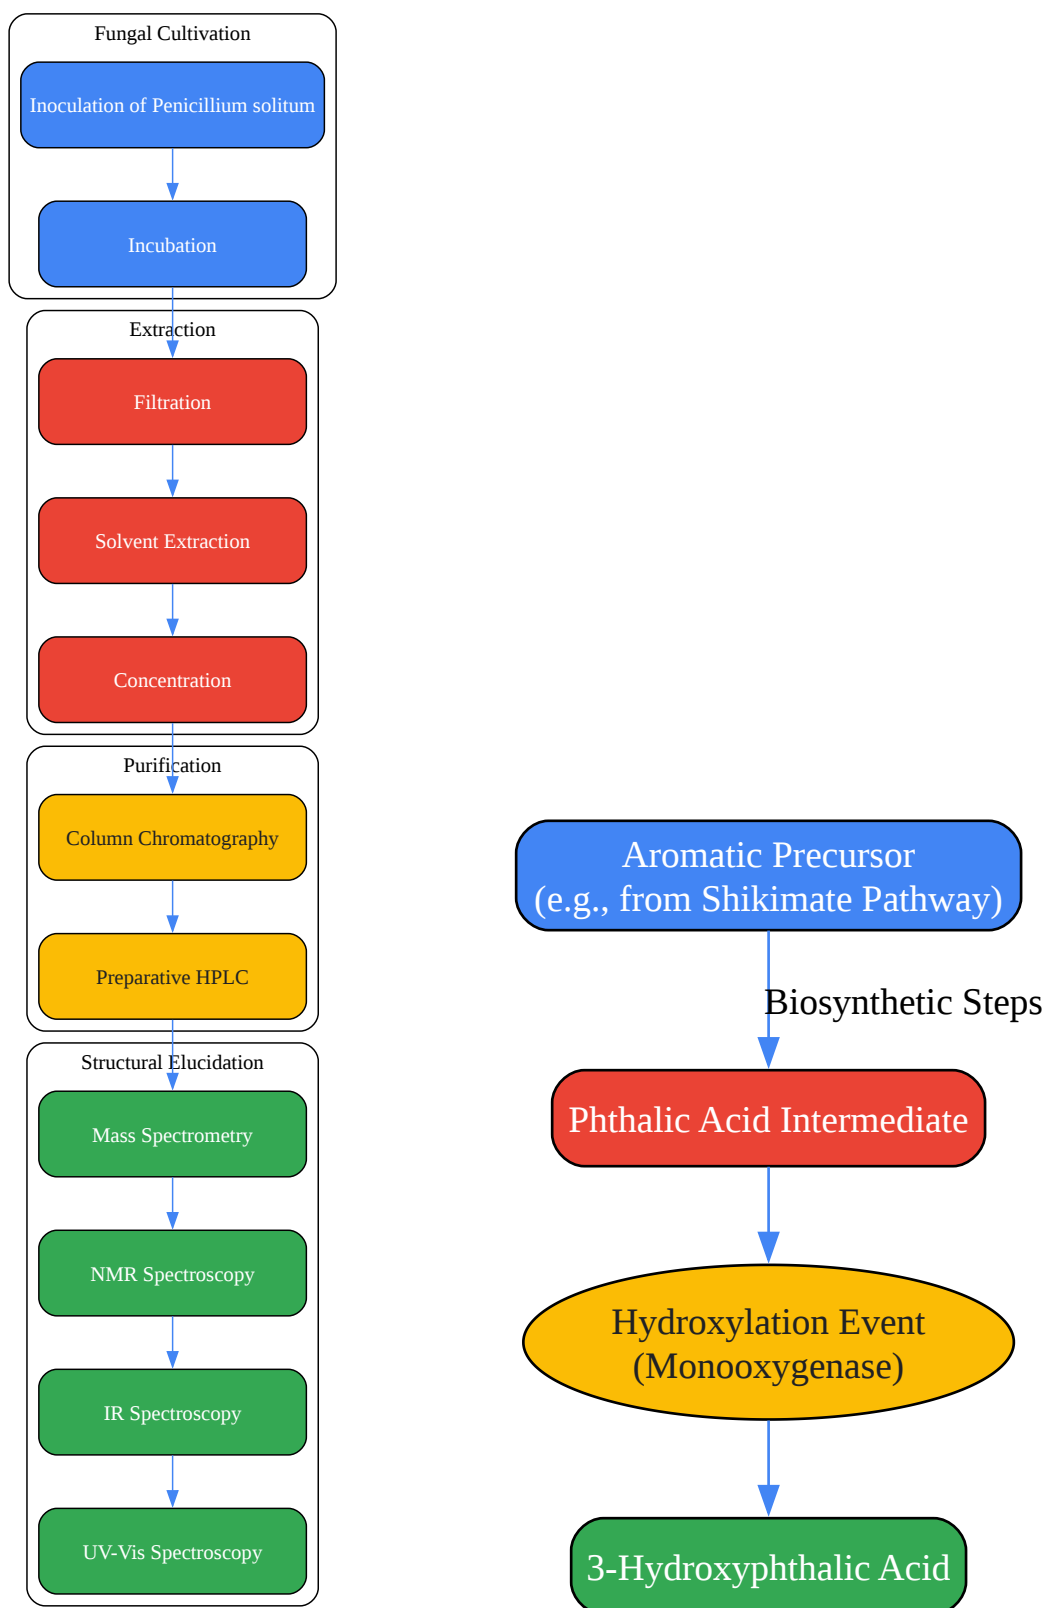 Fungal Cultivation
Inoculation of Penicillium solitum
Incubation
Extraction
Filtration
Solvent Extraction
Concentration
Purification
Column Chromatography
Preparative HPLC
Structural Elucidation
Mass Spectrometry
NMR Spectroscopy
IR Spectroscopy
UV-Vis Spectroscopy
Aromatic Precursor
(e.g., from Shikimate Pathway)
Biosynthetic Steps
Phthalic Acid Intermediate
Hydroxylation Event
(Monooxygenase)
3-Hydroxyphthalic Acid